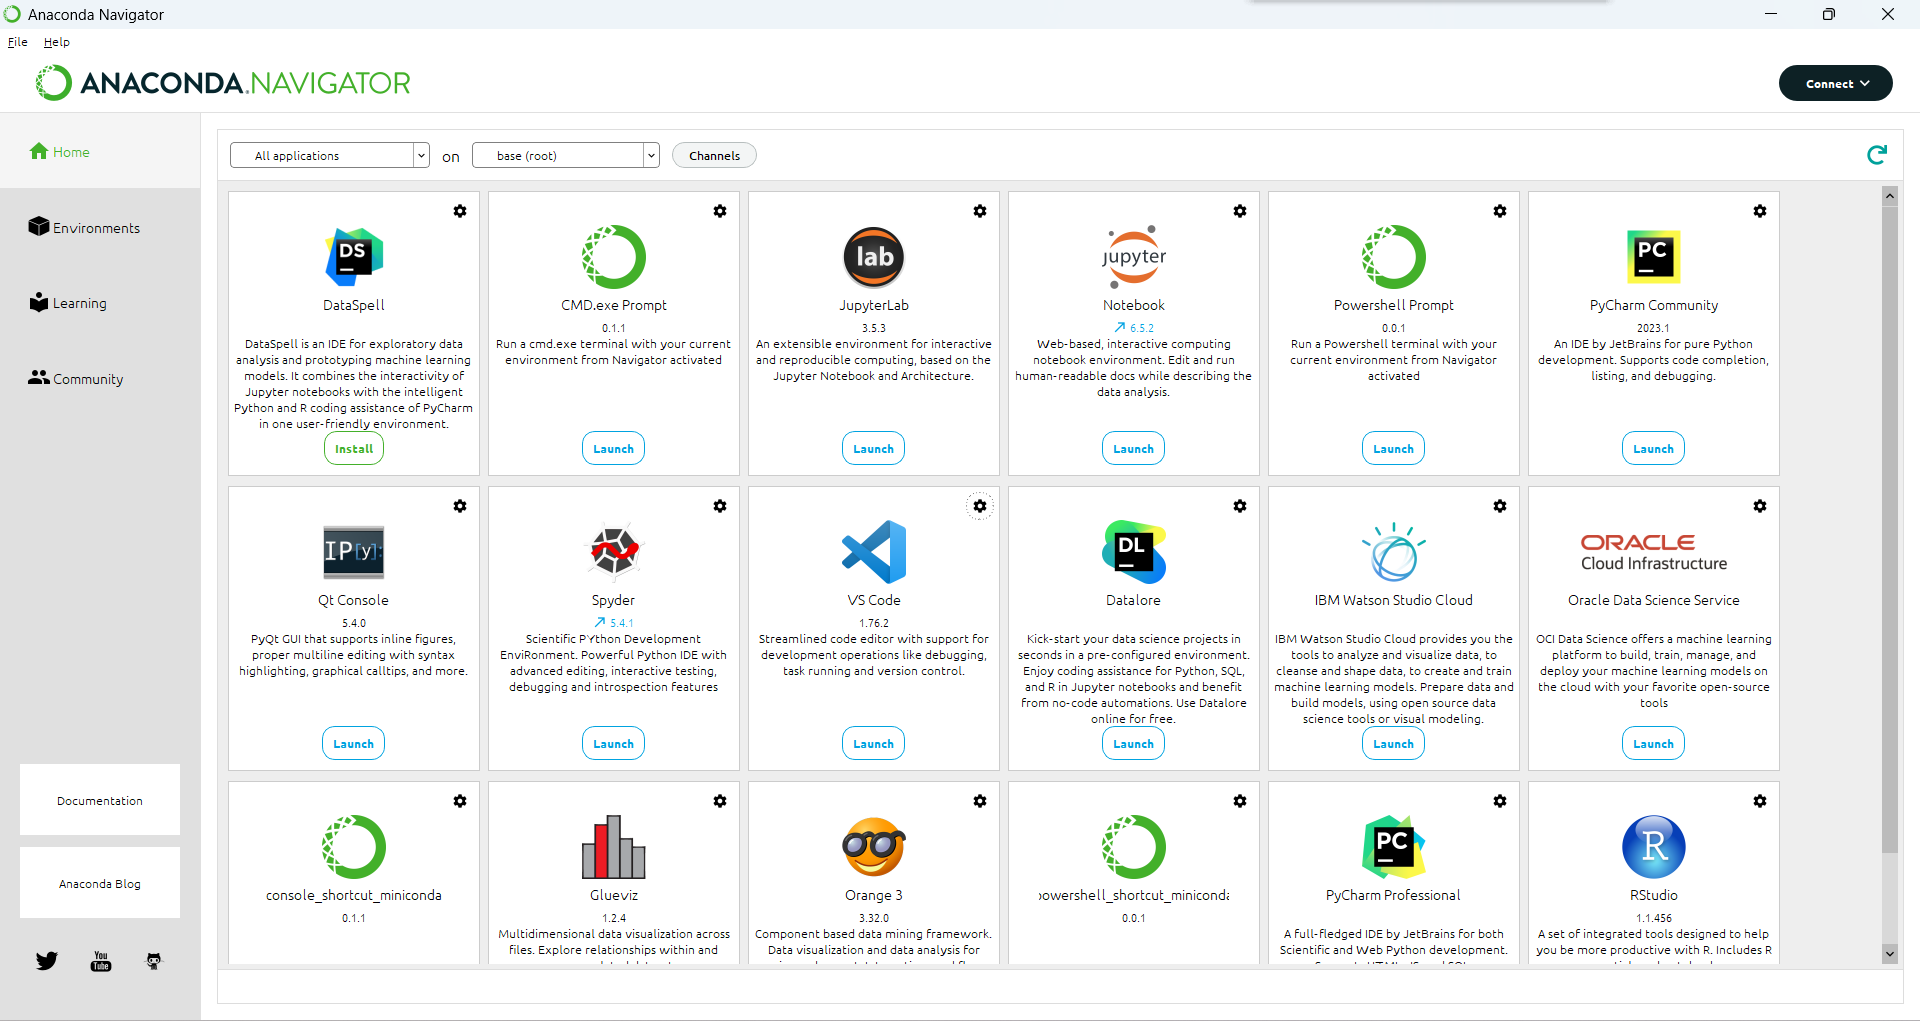 Anaconda Navigator
File Help
ANACONDA.NAVIGATOR
Connect
Home
Environments
Learning
Community
Documentation
Anaconda Blog
You
Tube
All applications on base (root) Channels
DS
DataSpell
DataSpell is an IDE for exploratory data
analysis and prototyping machine learning
models. It combines the interactivity of
Jupyter notebooks with the intelligent
Python and R coding assistance of PyCharm
in one user-friendly environment.
Install
CMD.exe Prompt
0.1.1
Run a cmd.exe terminal with your current
environment from Navigator activated
Launch
lab
JupyterLab
3.5.3
An extensible environment for interactive
and reproducible computing, based on the
Jupyter Notebook and Architecture.
Launch
jupyter
Notebook
6.5.2
Web-based, interactive computing
notebook environment. Edit and run
human-readable docs while describing the
data analysis.
Launch
Powershell Prompt
0.0.1
Run a Powershell terminal with your
current environment from Navigator
activated
Launch
PC
PyCharm Community
2023.1
An IDE by JetBrains for pure Python
development. Supports code completion,
listing, and debugging.
Launch
IP[y]:
Qt Console
5.4.0
PyQt GUI that supports inline figures,
proper multiline editing with syntax
highlighting, graphical calltips, and more.
Launch
Spyder
5.4.1
Scientific PYthon Development
EnviRonment. Powerful Python IDE with
advanced editing, interactive testing,
debugging and introspection features
Launch
VS Code
1.76.2
Streamlined code editor with support for
development operations like debugging,
task running and version control.
Launch
DL
Datalore
Kick-start your data science projects in
seconds in a pre-configured environment.
Enjoy coding assistance for Python, SQL,
and R in Jupyter notebooks and benefit
from no-code automations. Use Datalore
online for free.
Launch
IBM Watson Studio Cloud
IBM Watson Studio Cloud provides you the
tools to analyze and visualize data, to
cleanse and shape data, to create and train
machine learning models. Prepare data and
build models, using open source data
science tools or visual modeling.
Launch
ORACLE
Cloud Infrastructure
Oracle Data Science Service
OCI Data Science offers a machine learning
platform to build, train, manage, and
deploy your machine learning models on
the cloud with your favorite open-source
tools
Launch
console_shortcut_miniconda
0.1.1
Glueviz
1.2.4
Multidimensional data visualization across
files. Explore relationships within and
Orange 3
3.32.0
Component based data mining framework.
Data visualization and data analysis for
powershell_shortcut_miniconda
0.0.1
PC
PyCharm Professional
A full-fledged IDE by JetBrains for both
Scientific and Web Python development.
R
RStudio
1.1.456
A set of integrated tools designed to help
you be more productive with R. Includes R